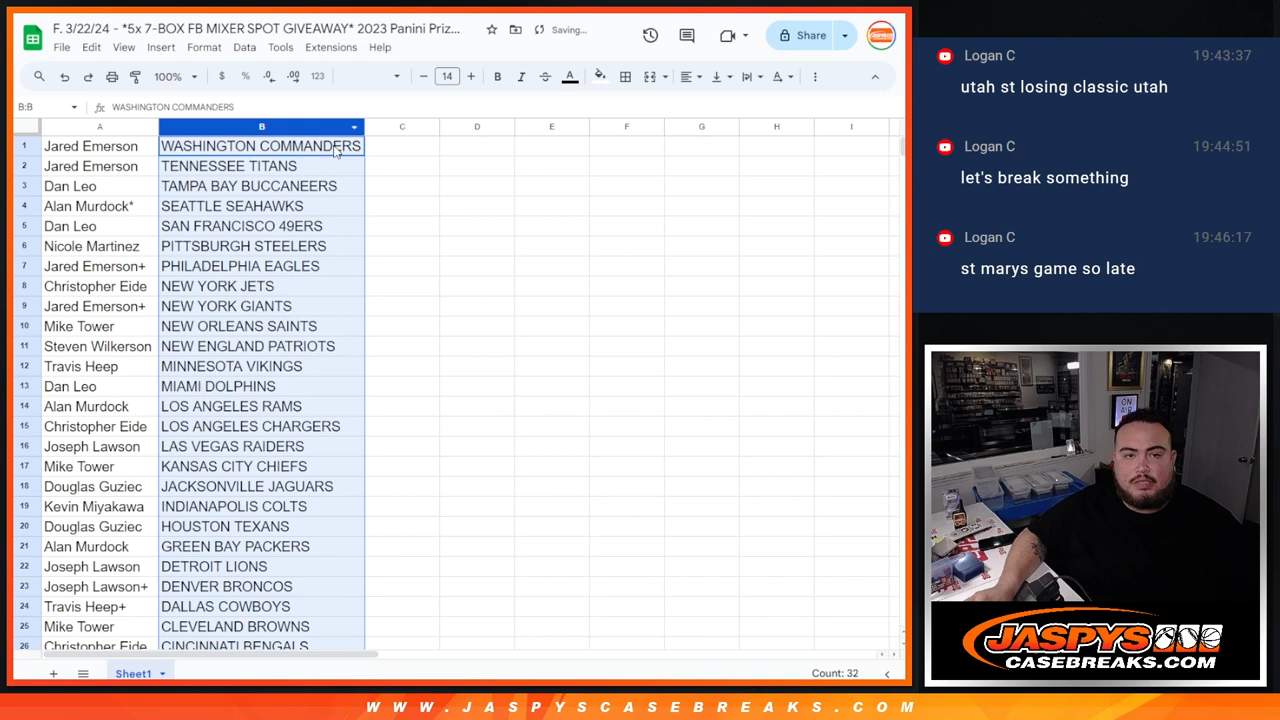 F. 3/22/24 - *5x 7-BOX FB MIXER SPOT GIVEAWAY* 2023 Panini Priz...
Saving...
File Edit View Insert Format Data Tools Extensions Help
Share
100% $ % .0 .00 123 14 B I A
B:B WASHINGTON COMMANDERS
A B C D E F G H I
1 Jared Emerson WASHINGTON COMMANDERS
2 Jared Emerson TENNESSEE TITANS
3 Dan Leo TAMPA BAY BUCCANEERS
4 Alan Murdock* SEATTLE SEAHAWKS
5 Dan Leo SAN FRANCISCO 49ERS
6 Nicole Martinez PITTSBURGH STEELERS
7 Jared Emerson+ PHILADELPHIA EAGLES
8 Christopher Eide NEW YORK JETS
9 Jared Emerson+ NEW YORK GIANTS
10 Mike Tower NEW ORLEANS SAINTS
11 Steven Wilkerson NEW ENGLAND PATRIOTS
12 Travis Heep MINNESOTA VIKINGS
13 Dan Leo MIAMI DOLPHINS
14 Alan Murdock LOS ANGELES RAMS
15 Christopher Eide LOS ANGELES CHARGERS
16 Joseph Lawson LAS VEGAS RAIDERS
17 Mike Tower KANSAS CITY CHIEFS
18 Douglas Guziec JACKSONVILLE JAGUARS
19 Kevin Miyakawa INDIANAPOLIS COLTS
20 Douglas Guziec HOUSTON TEXANS
21 Alan Murdock GREEN BAY PACKERS
22 Joseph Lawson DETROIT LIONS
23 Joseph Lawson+ DENVER BRONCOS
24 Travis Heep+ DALLAS COWBOYS
25 Mike Tower CLEVELAND BROWNS
26 Christopher Eide CINCINNATI BENGALS
Sheet1
Count: 32
Logan C 19:43:37
utah st losing classic utah
Logan C 19:44:51
let's break something
Logan C 19:46:17
st marys game so late
ON AIR
JASPYS
CASEBREAKS.COM
WWW.JASPYSCASEBREAKS.COM